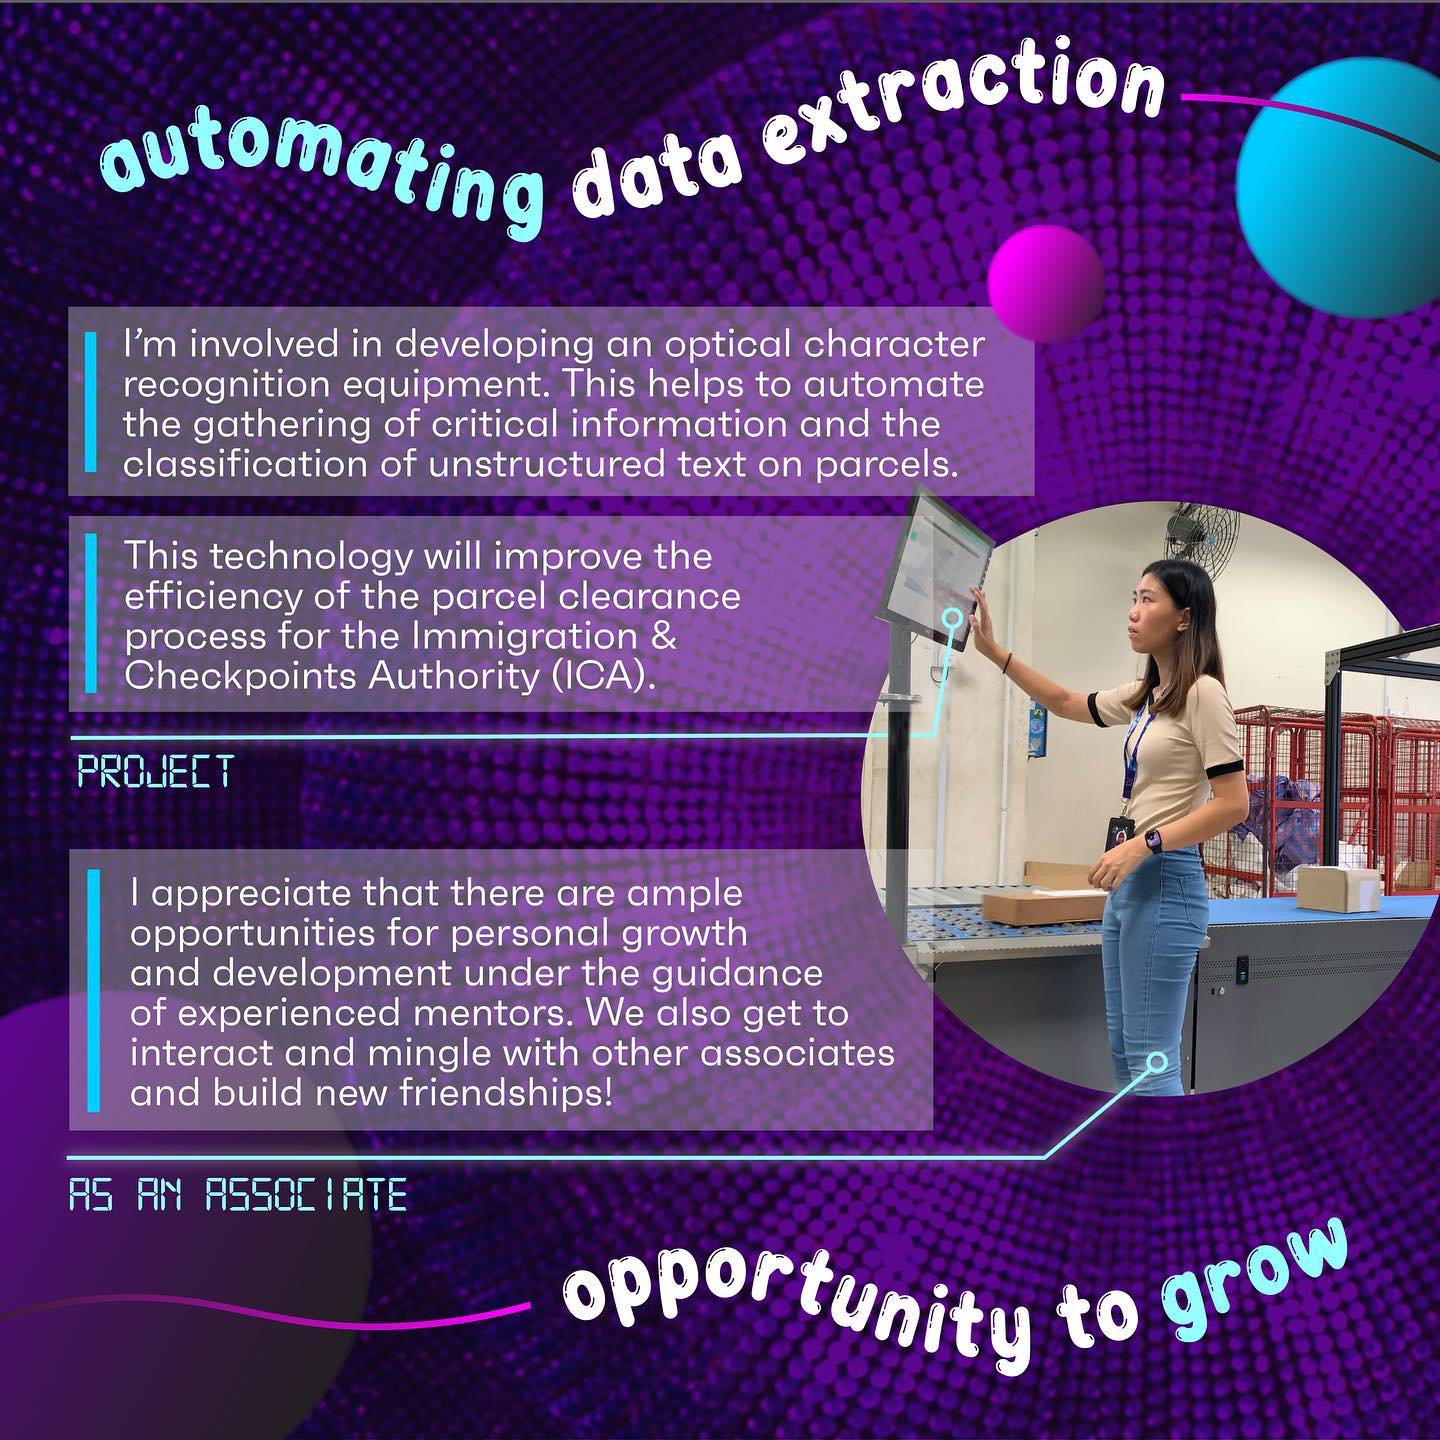 automating data extraction
I'm involved in developing an optical character
recognition equipment. This helps to automate
the gathering of critical information and the
classification of unstructured text on parcels.
This technology will improve the
efficiency of the parcel clearance
process for the Immigration &
Checkpoints Authority (ICA).
PROJECT
I appreciate that there are ample
opportunities for personal growth
and development under the guidance
of experienced mentors. We also get to
interact and mingle with other associates
and build new friendships!
AS AN ASSOCIATE
opportunity to grow